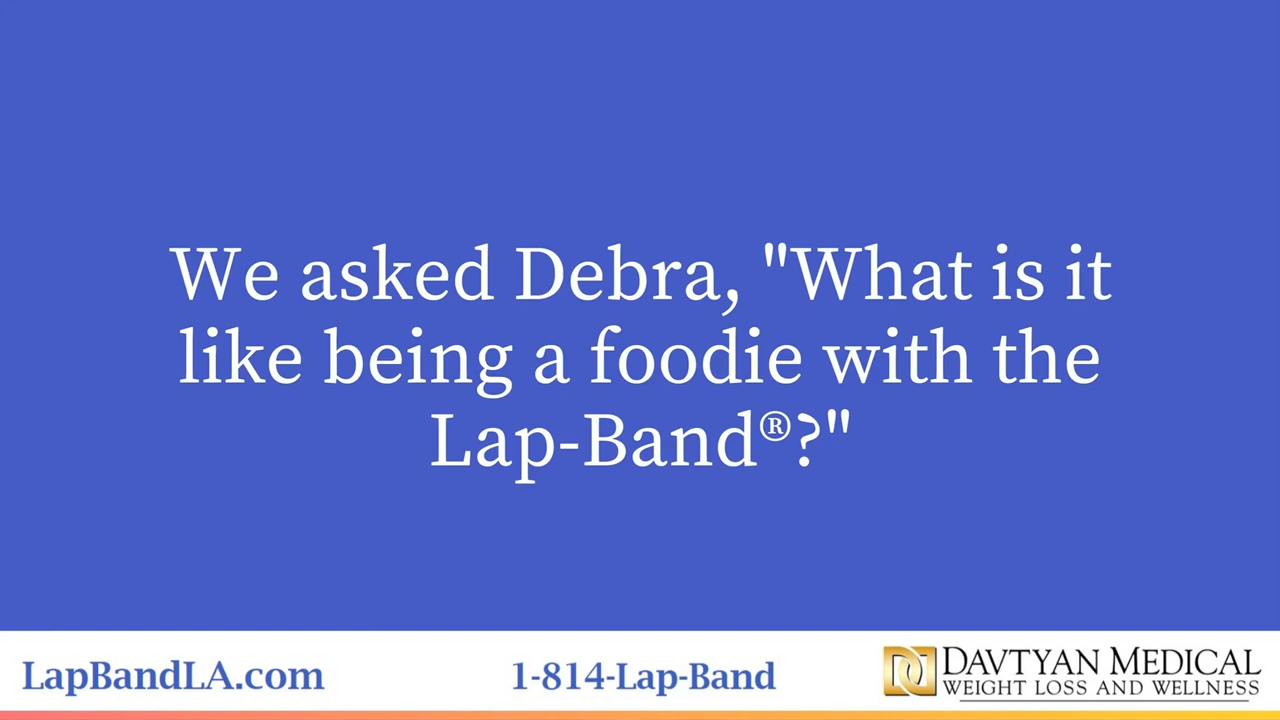 We asked Debra, "What is it
like being a foodie with the
Lap-Band®?"
LapBandLA.com
1-814-Lap-Band
DAVTYAN MEDICAL
WEIGHT LOSS AND WELLNESS